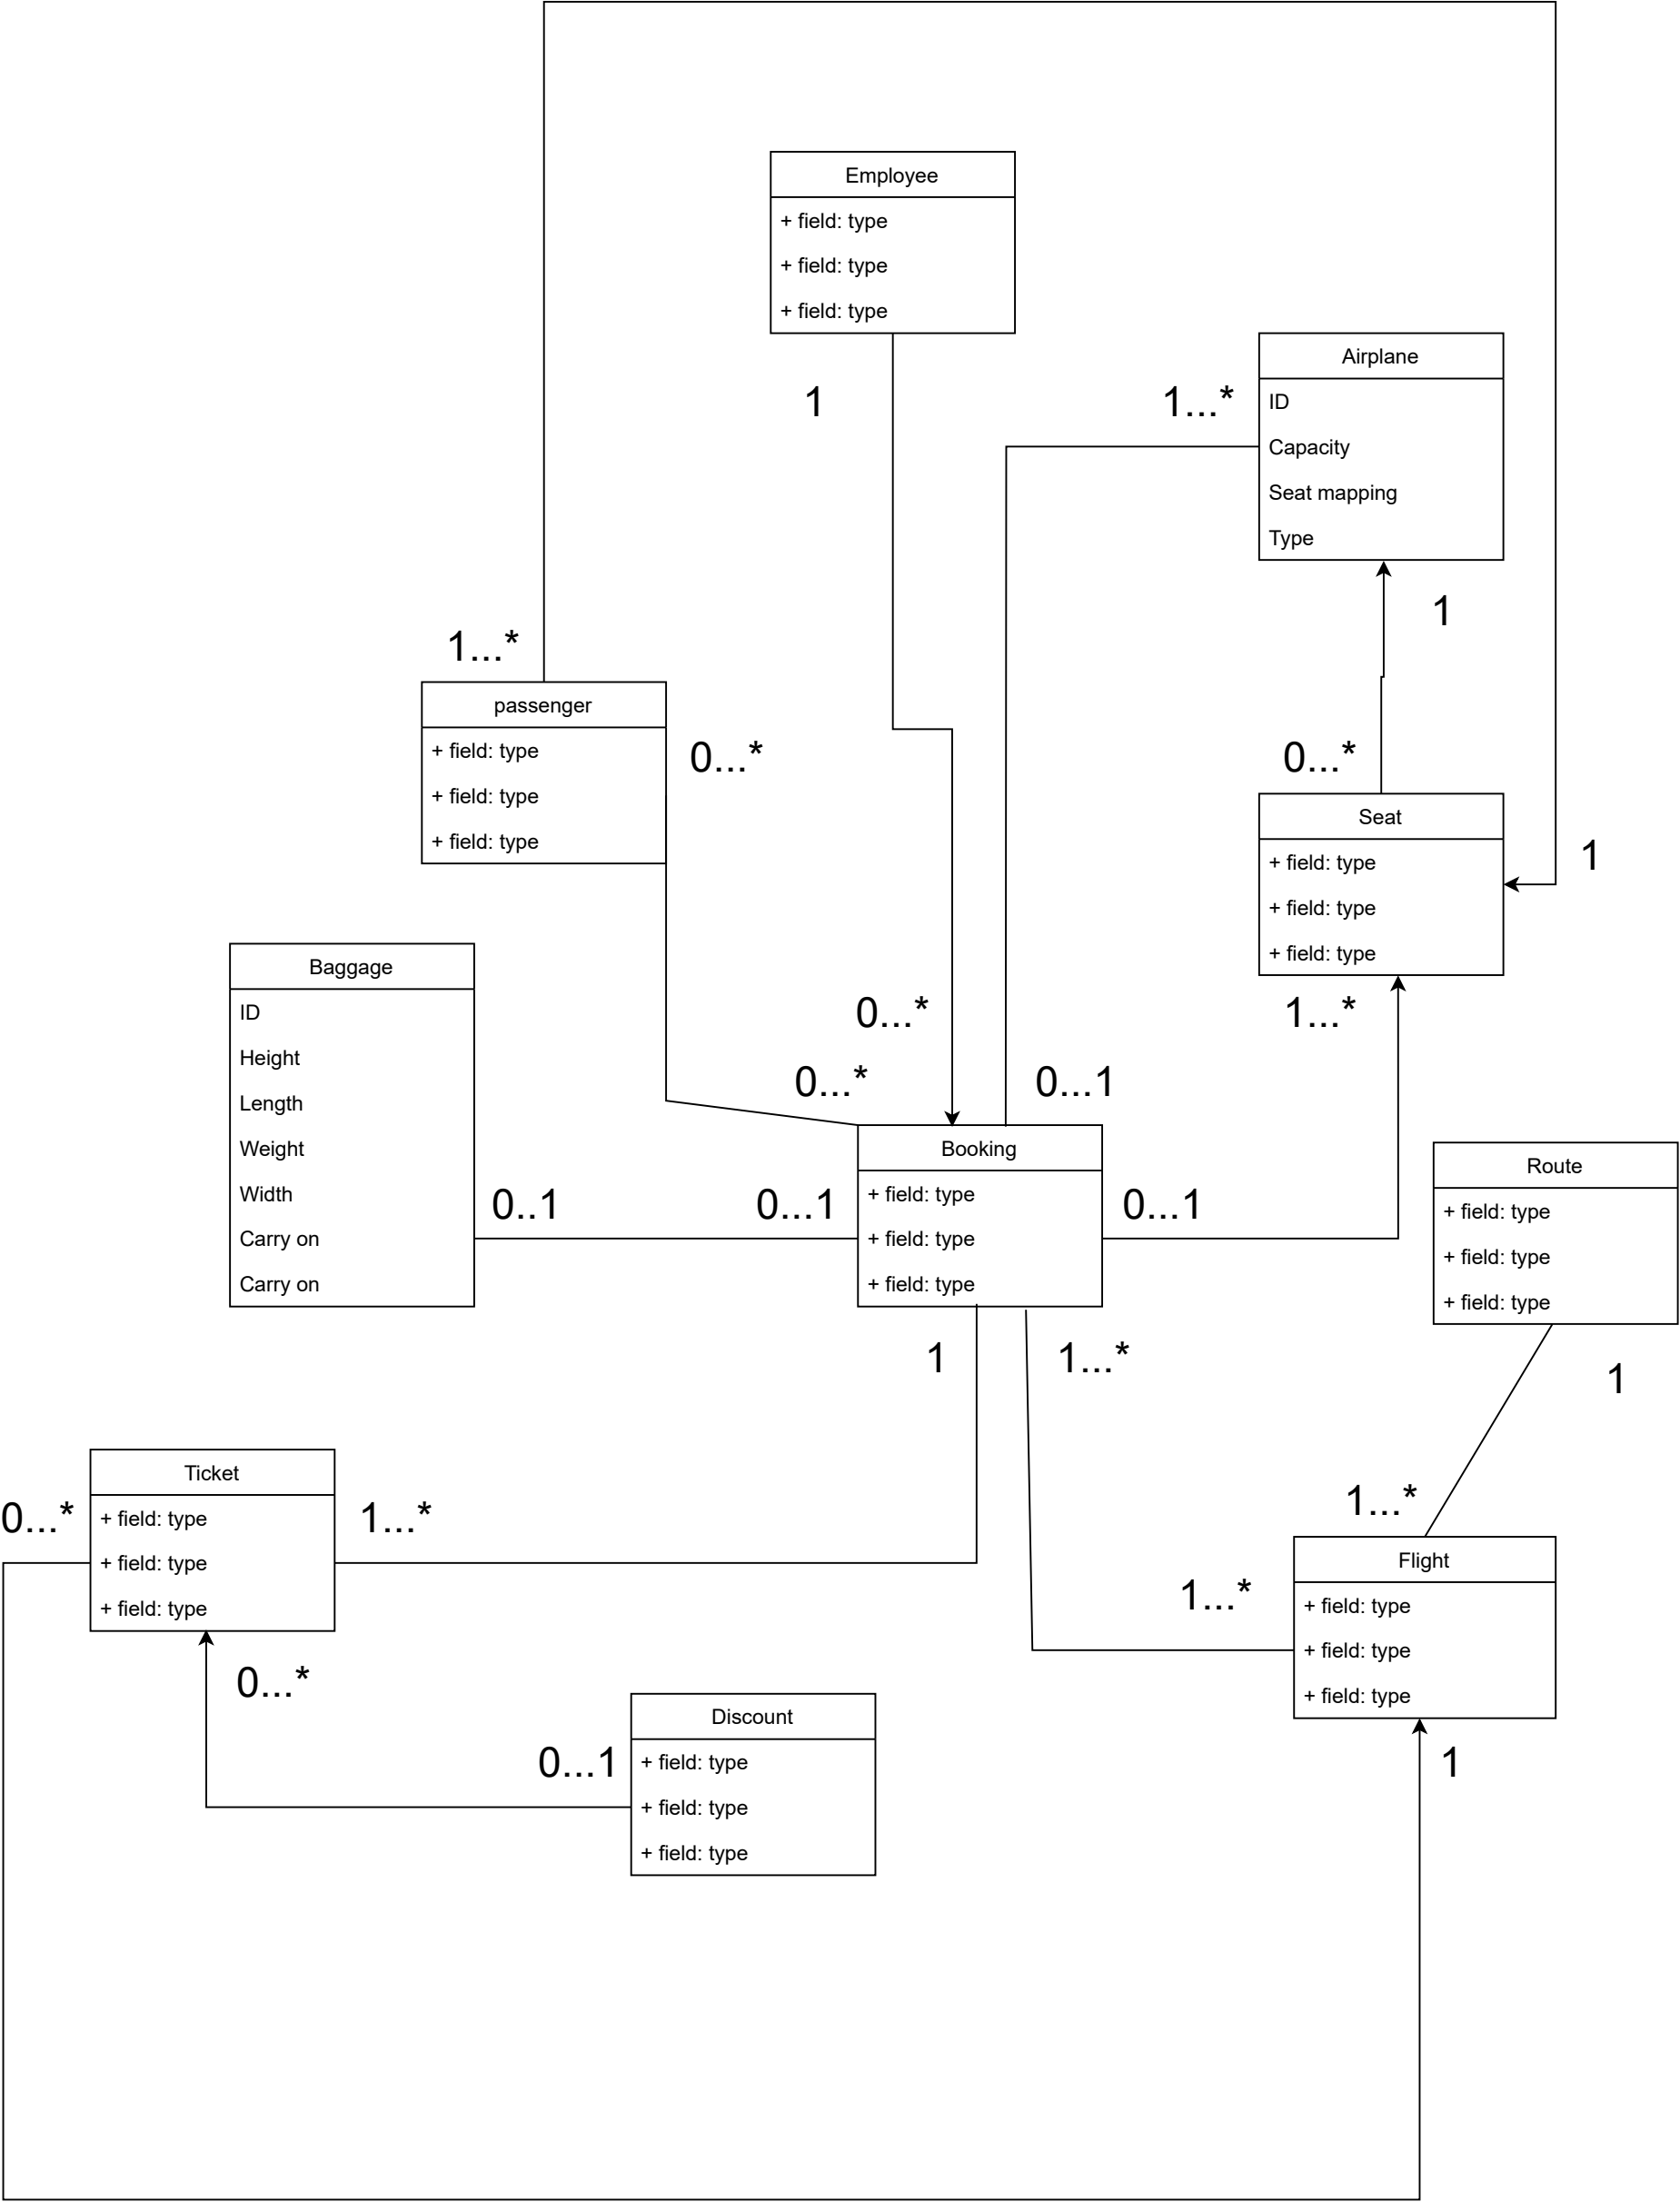 Employee
+ field: type
+ field: type
+ field: type
1
Airplane
ID
Capacity
Seat mapping
Type
1...*
1
1...*
passenger
+ field: type
+ field: type
+ field: type
0...*
0...*
Seat
+ field: type
+ field: type
+ field: type
1
1...*
Baggage
ID
Height
Length
Weight
Width
Carry on
Carry on
0..1
0...1
0...*
0...*
0...1
Booking
+ field: type
+ field: type
+ field: type
0...1
1
1...*
Route
+ field: type
+ field: type
+ field: type
1
1...*
Ticket
+ field: type
+ field: type
+ field: type
0...*
1...*
0...*
Flight
+ field: type
+ field: type
+ field: type
1...*
1
Discount
+ field: type
+ field: type
+ field: type
0...1